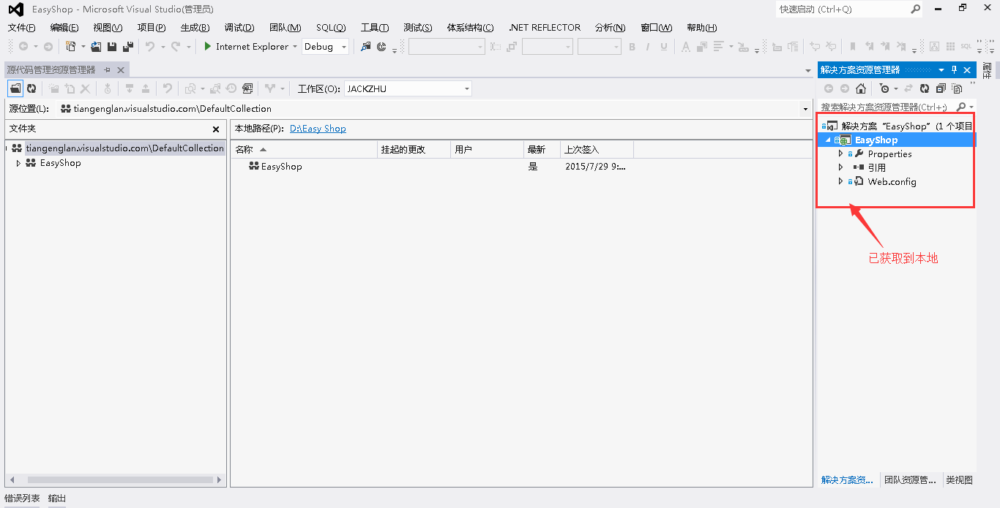 EasyShop - Microsoft Visual Studio(管理员)
快速启动 (Ctrl+Q)
文件(F) 编辑(E) 视图(V) 项目(P) 生成(B) 调试(D) 团队(M) SQL(Q) 工具(T) 测试(S) 体系结构(C) .NET REFLECTOR 分析(N) 窗口(W) 帮助(H)
Internet Explorer Debug
源代码管理资源管理器
解决方案资源管理器
属性
工作区(O): JACKZHU
源位置(L): tiangenglan.visualstudio.com\DefaultCollection
搜索解决方案资源管理器(Ctrl+;)
文件夹
本地路径(P): D:\Easy Shop
解决方案 "EasyShop" (1 个项目
EasyShop
Properties
引用
Web.config
tiangenglan.visualstudio.com\DefaultCollection
EasyShop
名称 挂起的更改 用户 最新 上次签入
EasyShop 是 2015/7/29 9:...
已获取到本地
解决方案资... 团队资源管... 类视图
错误列表 输出